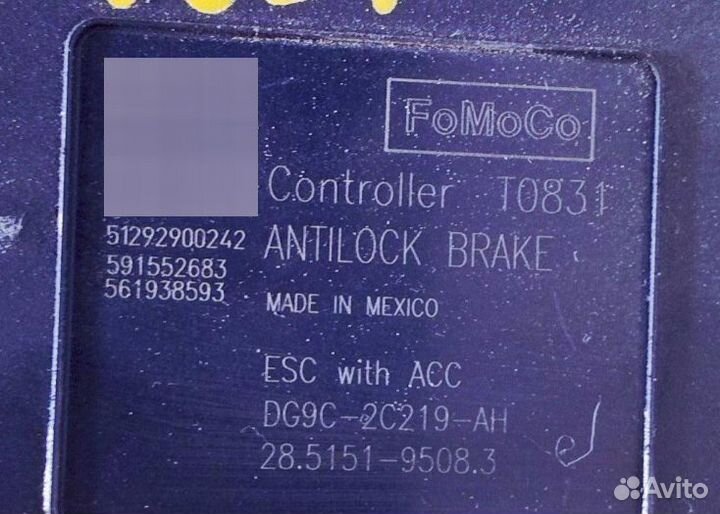 FoMoCo
Controller T0831
51292900242 ANTILOCK BRAKE
591552683
561938593 MADE IN MEXICO
ESC with ACC
DG9C-2C219-AH
28.5151-9508.3
Avito